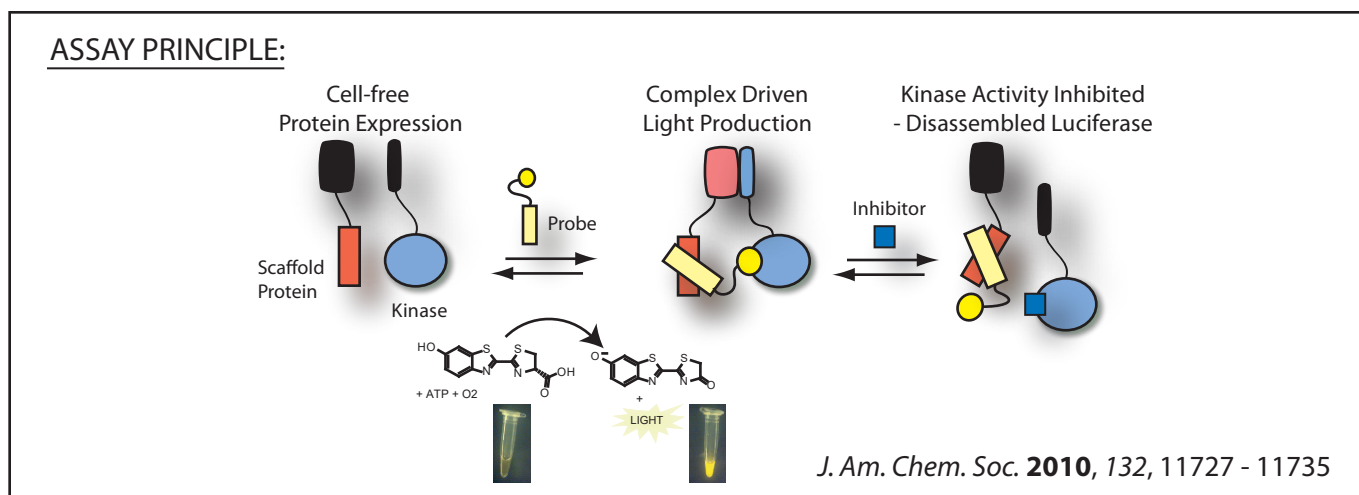 ASSAY PRINCIPLE:
Cell-free
Protein Expression
Complex Driven
Light Production
Kinase Activity Inhibited
- Disassembled Luciferase
Probe
Inhibitor
Scaffold
Protein
Kinase
HO
S
S
N
N
OH
O
+ ATP + O2
O
S
S
N
N
O
+
LIGHT
J. Am. Chem. Soc. 2010, 132, 11727 - 11735